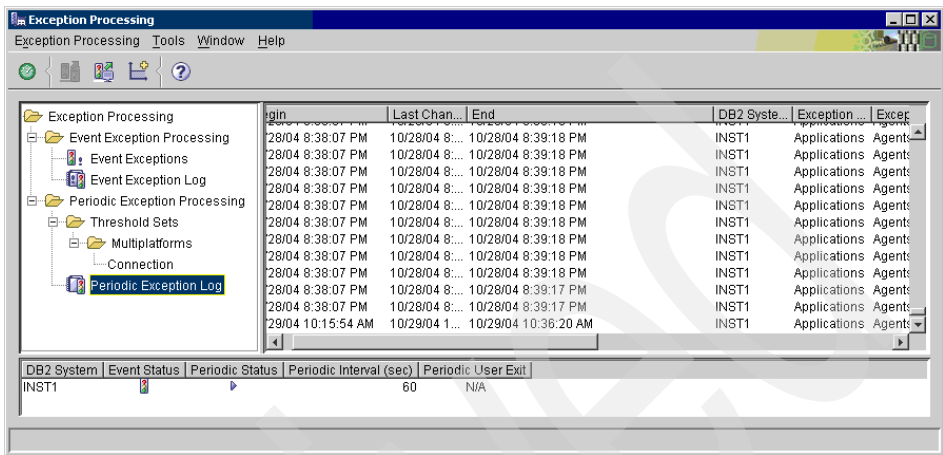 Exception Processing
Exception Processing Tools Window Help
Exception Processing
Event Exception Processing
Event Exceptions
Event Exception Log
Periodic Exception Processing
Threshold Sets
Multiplatforms
Connection
Periodic Exception Log
egin Last Chan... End DB2 Syste... Exception ... Excep
/28/04 8:38:07 PM 10/28/04 8:... 10/28/04 8:39:18 PM INST1 Applications Agents
/28/04 8:38:07 PM 10/28/04 8:... 10/28/04 8:39:18 PM INST1 Applications Agents
/28/04 8:38:07 PM 10/28/04 8:... 10/28/04 8:39:18 PM INST1 Applications Agents
/28/04 8:38:07 PM 10/28/04 8:... 10/28/04 8:39:18 PM INST1 Applications Agents
/28/04 8:38:07 PM 10/28/04 8:... 10/28/04 8:39:18 PM INST1 Applications Agents
/28/04 8:38:07 PM 10/28/04 8:... 10/28/04 8:39:18 PM INST1 Applications Agents
/28/04 8:38:07 PM 10/28/04 8:... 10/28/04 8:39:18 PM INST1 Applications Agents
/28/04 8:38:07 PM 10/28/04 8:... 10/28/04 8:39:18 PM INST1 Applications Agents
/28/04 8:38:07 PM 10/28/04 8:... 10/28/04 8:39:17 PM INST1 Applications Agents
/28/04 8:38:07 PM 10/28/04 8:... 10/28/04 8:39:17 PM INST1 Applications Agents
/29/04 10:15:54 AM 10/29/04 1... 10/29/04 10:36:20 AM INST1 Applications Agents
DB2 System Event Status Periodic Status Periodic Interval (sec) Periodic User Exit
INST1 60 N/A